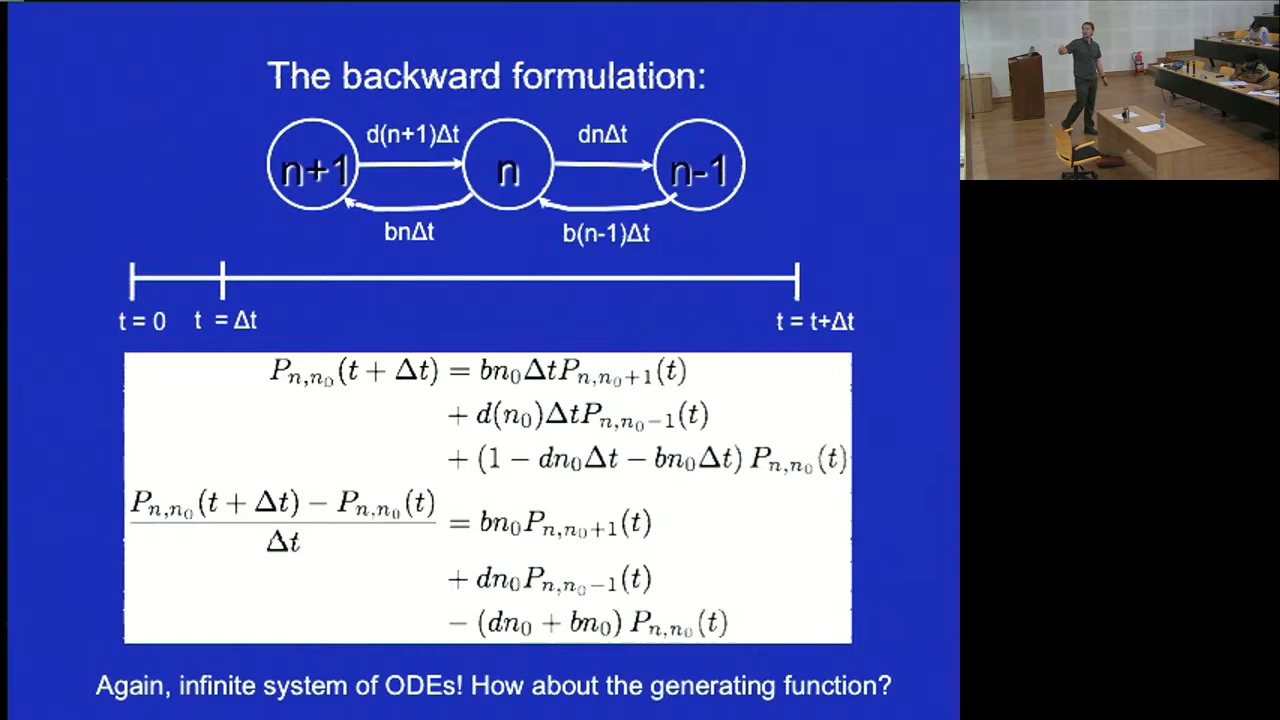 The backward formulation:
d(n+1)Δt dnΔt
n+1 n n-1
bnΔt b(n-1)Δt
t = 0 t = Δt t = t+Δt
P_{n,n_0}(t + Δt) = bn_0ΔtP_{n,n_0+1}(t)
+ d(n_0)ΔtP_{n,n_0−1}(t)
+ (1 − dn_0Δt − bn_0Δt) P_{n,n_0}(t)
\frac{P_{n,n_0}(t + Δt) − P_{n,n_0}(t)}{Δt} = bn_0P_{n,n_0+1}(t)
+ dn_0P_{n,n_0−1}(t)
− (dn_0 + bn_0) P_{n,n_0}(t)
Again, infinite system of ODEs! How about the generating function?